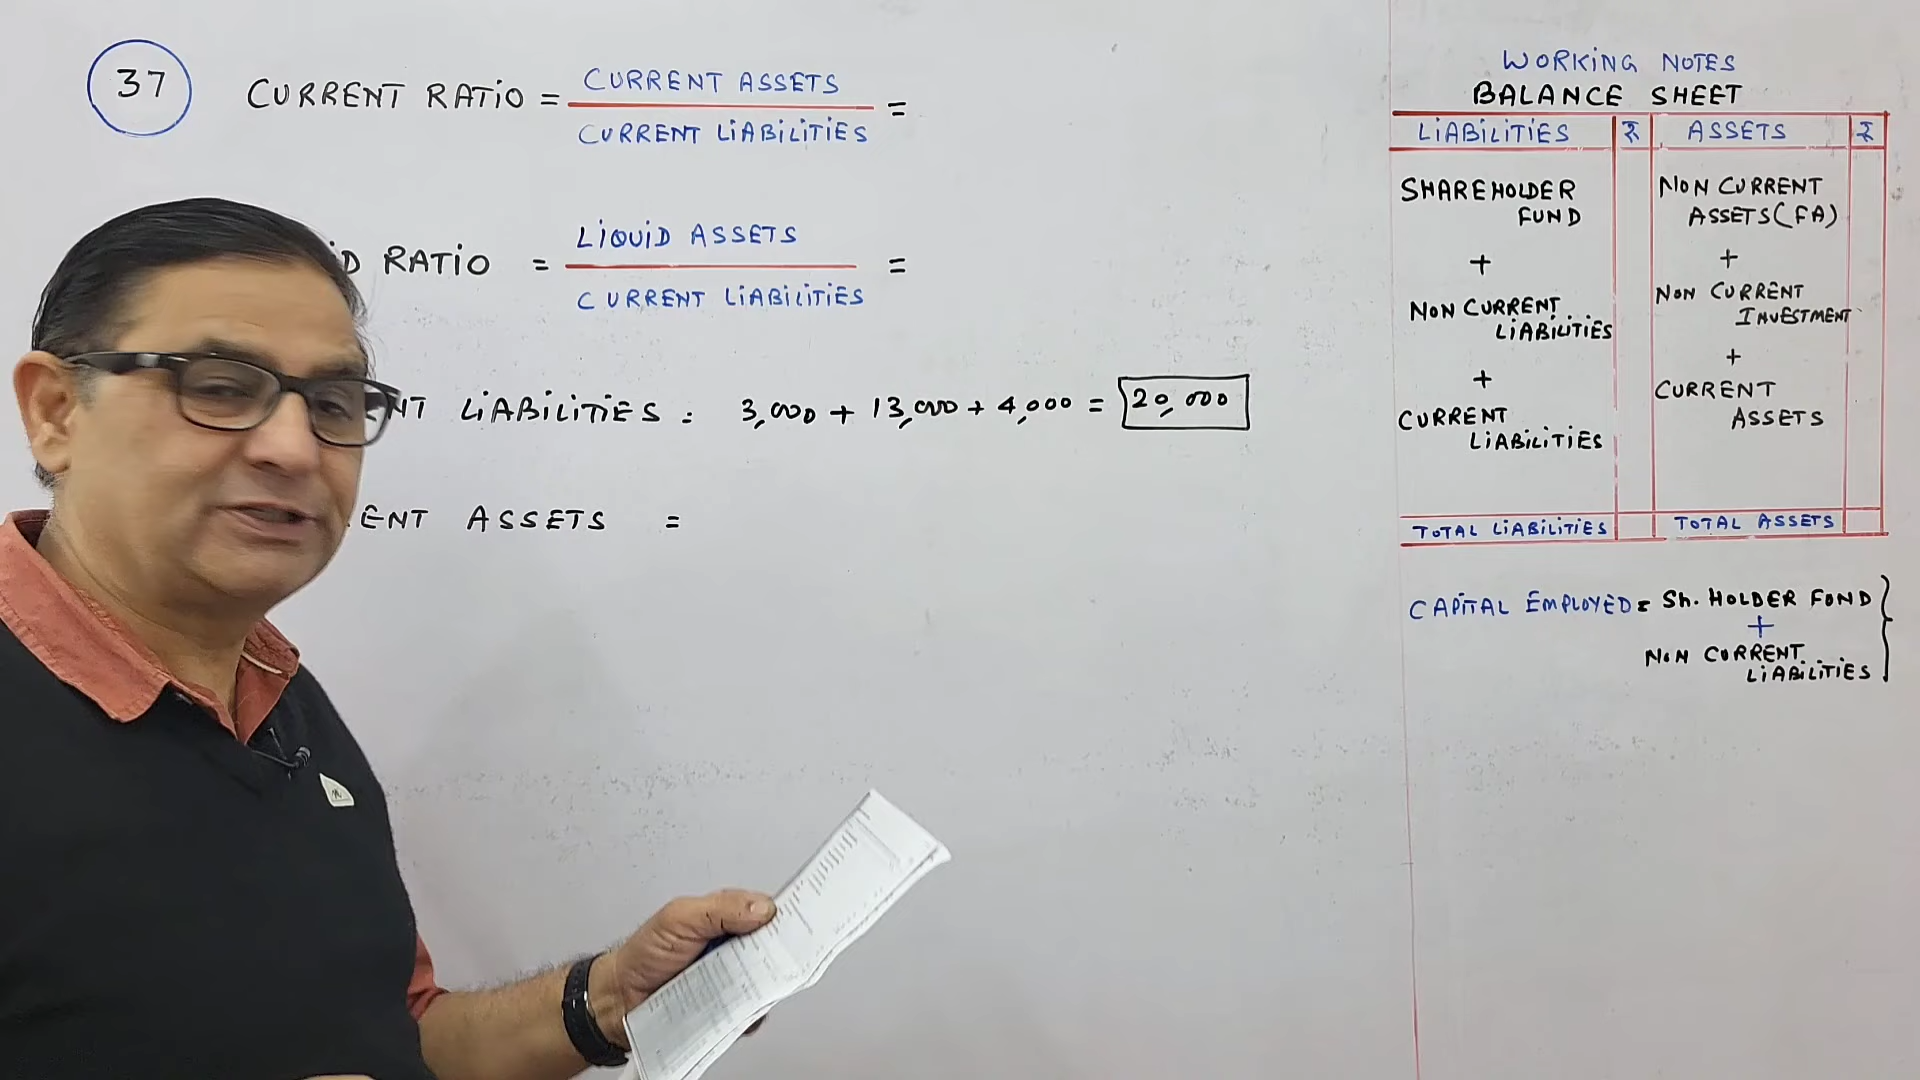 37
CURRENT RATIO = CURRENT ASSETS
CURRENT LIABILITIES =
D RATIO = LIQUID ASSETS
CURRENT LIABILITIES =
NT LIABILITIES = 3,000 + 13,000 + 4,000 = 20,000
ENT ASSETS =
WORKING NOTES
BALANCE SHEET
LIABILITIES ₹ ASSETS ₹
SHAREHOLDER
FUND
+
NON CURRENT
LIABILITIES
+
CURRENT
LIABILITIES
NON CURRENT
ASSETS (FA)
+
NON CURRENT
INVESTMENT
+
CURRENT
ASSETS
TOTAL LIABILITIES TOTAL ASSETS
CAPITAL EMPLOYED = SH. HOLDER FUND
+
NON CURRENT
LIABILITIES